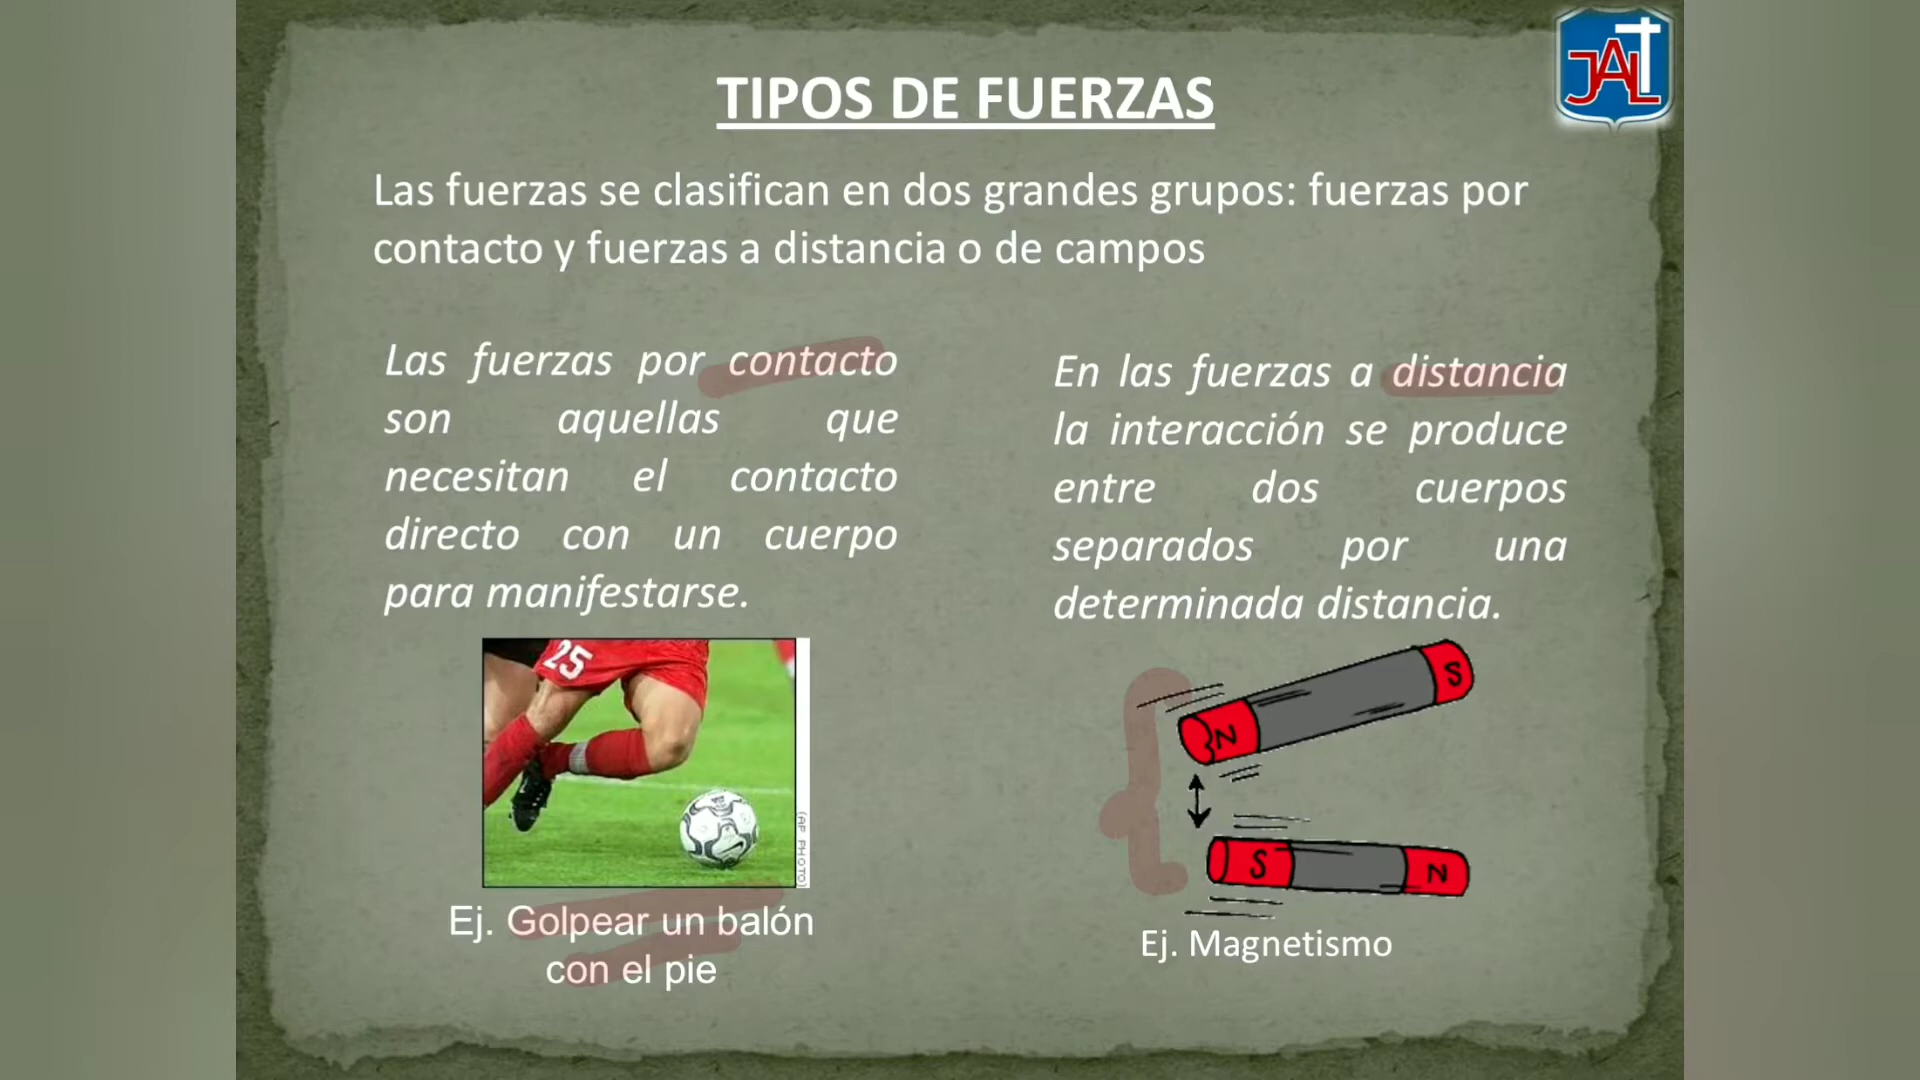 JALT
TIPOS DE FUERZAS
Las fuerzas se clasifican en dos grandes grupos: fuerzas por
contacto y fuerzas a distancia o de campos
Las fuerzas por contacto
son aquellas que
necesitan el contacto
directo con un cuerpo
para manifestarse.
25
(AP PHOTO)
Ej. Golpear un balón
con el pie
En las fuerzas a distancia
la interacción se produce
entre dos cuerpos
separados por una
determinada distancia.
S
N
S
N
Ej. Magnetismo